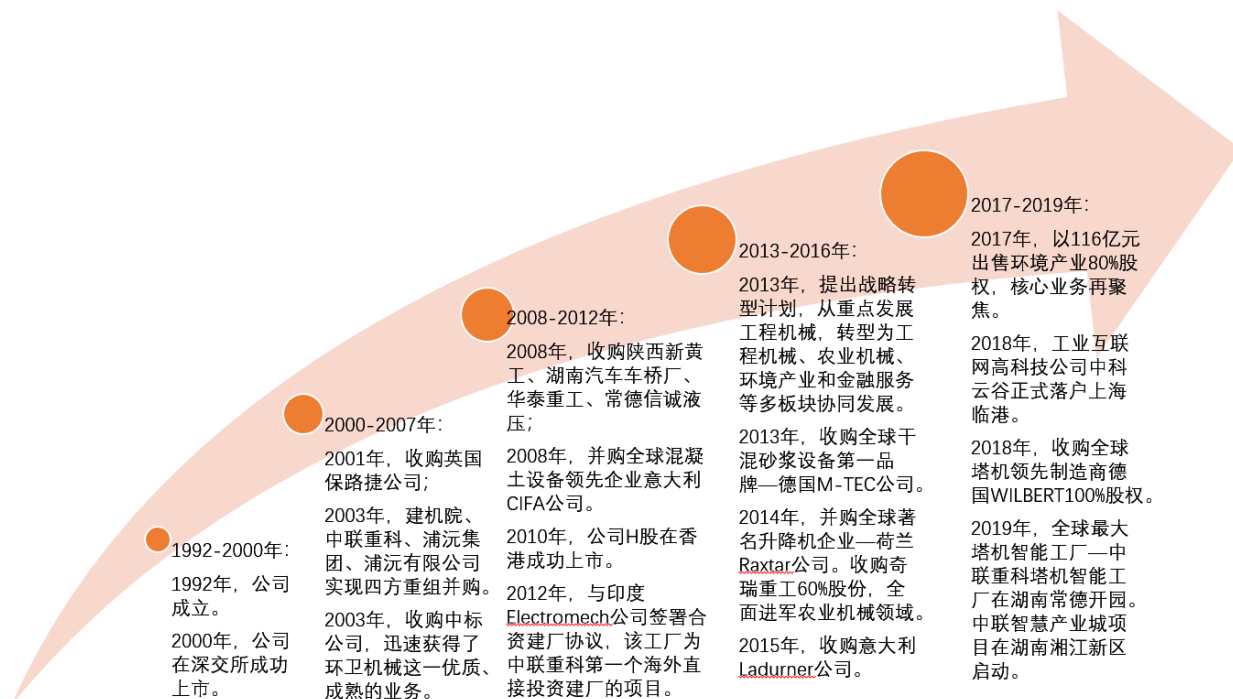 1992-2000年：
1992年，公司
成立。
2000年，公司
在深交所成功
上市。
2000-2007年：
2001年，收购英国
保路捷公司；
2003年，建机院、
中联重科、浦沅集
团、浦沅有限公司
实现四方重组并购。
2003年，收购中标
公司，迅速获得了
环卫机械这一优质、
成熟的业务。
2008-2012年：
2008年，收购陕西新黄
工、湖南汽车车桥厂、
华泰重工、常德信诚液
压；
2008年，并购全球混凝
土设备领先企业意大利
CIFA公司。
2010年，公司H股在香
港成功上市。
2012年，与印度
Electromech公司签署合
资建厂协议，该工厂为
中联重科第一个海外直
接投资建厂的项目。
2013-2016年：
2013年，提出战略转
型计划，从重点发展
工程机械，转型为工
程机械、农业机械、
环境产业和金融服务
等多板块协同发展。
2013年，收购全球干
混砂浆设备第一品
牌—德国M-TEC公司。
2014年，并购全球著
名升降机企业—荷兰
Raxtar公司。收购奇
瑞重工60%股份，全
面进军农业机械领域。
2015年，收购意大利
Ladurner公司。
2017-2019年：
2017年，以116亿元
出售环境产业80%股
权，核心业务再聚
焦。
2018年，工业互联
网高科技公司中科
云谷正式落户上海
临港。
2018年，收购全球
塔机领先制造商德
国WILBERT100%股权。
2019年，全球最大
塔机智能工厂—中
联重科塔机智能工
厂在湖南常德开园。
中联智慧产业城项
目在湖南湘江新区
启动。